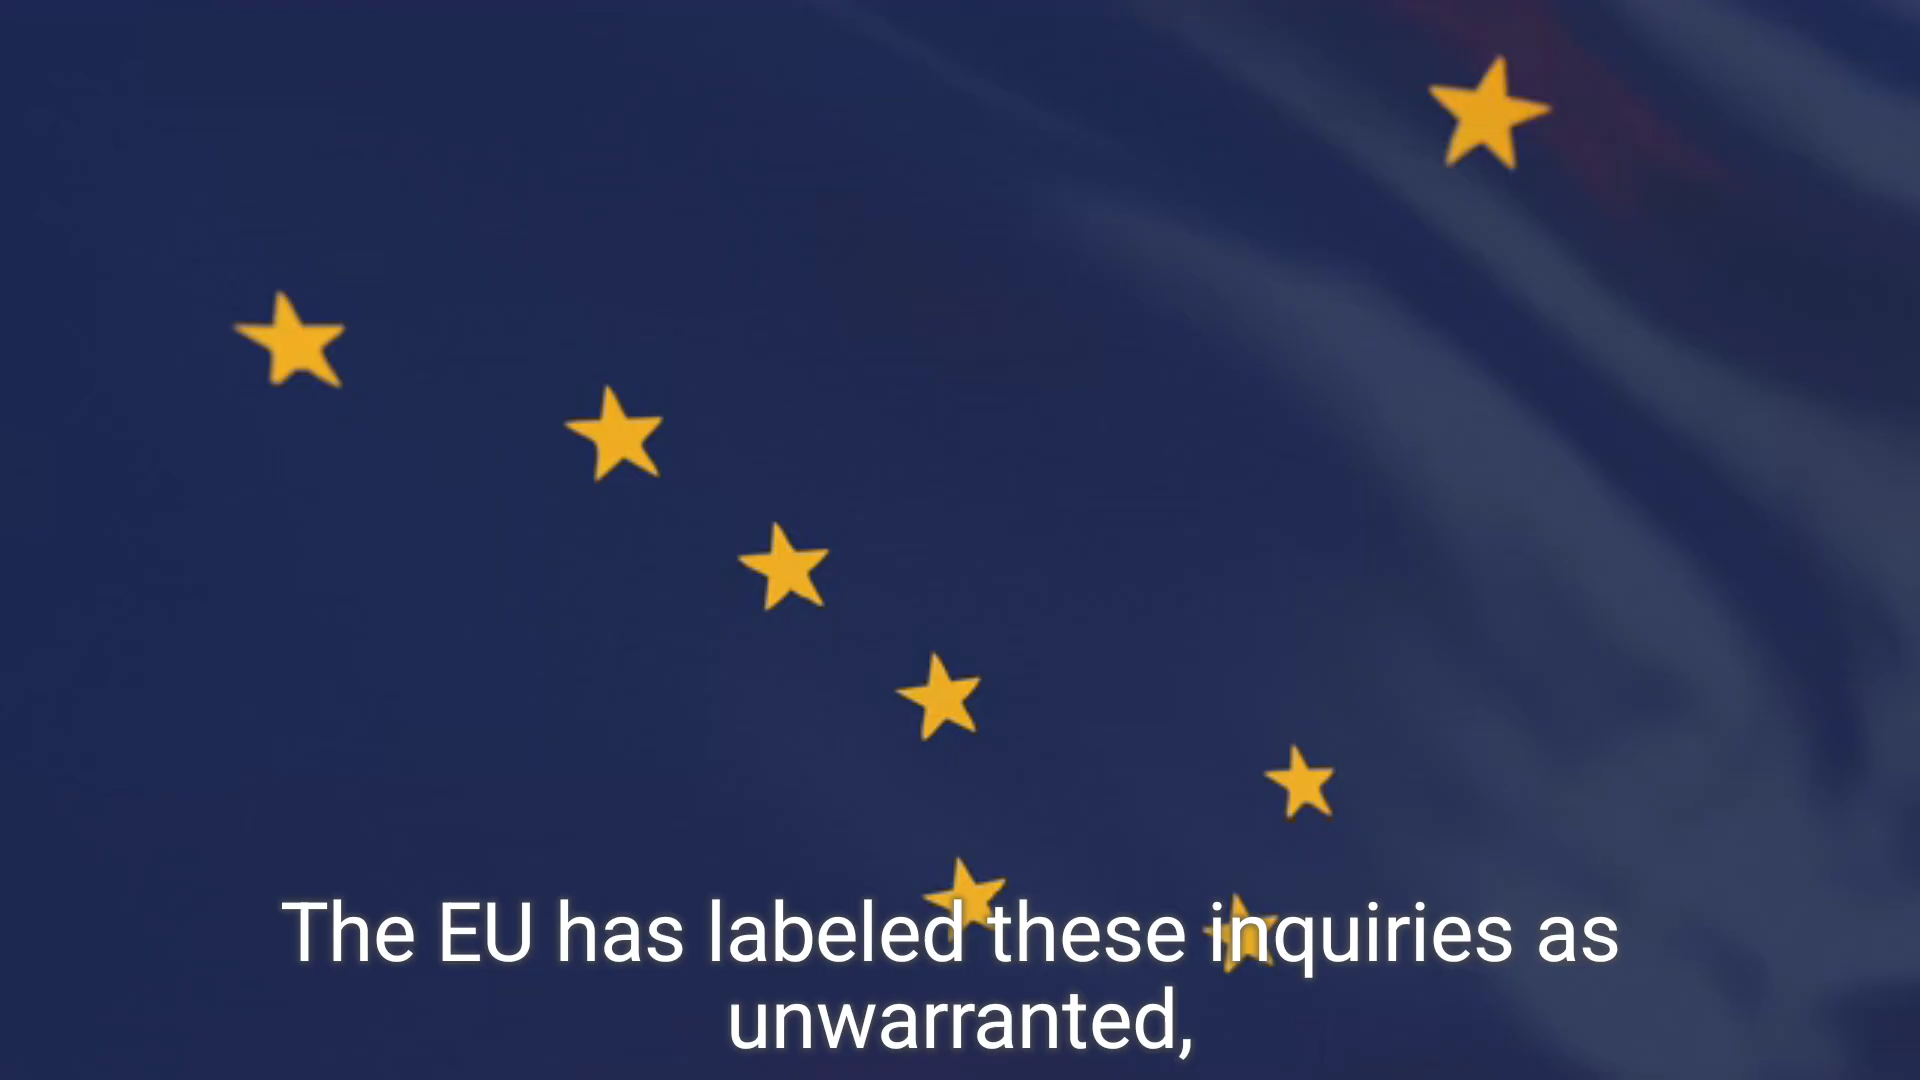 The EU has labeled these inquiries as
unwarranted,